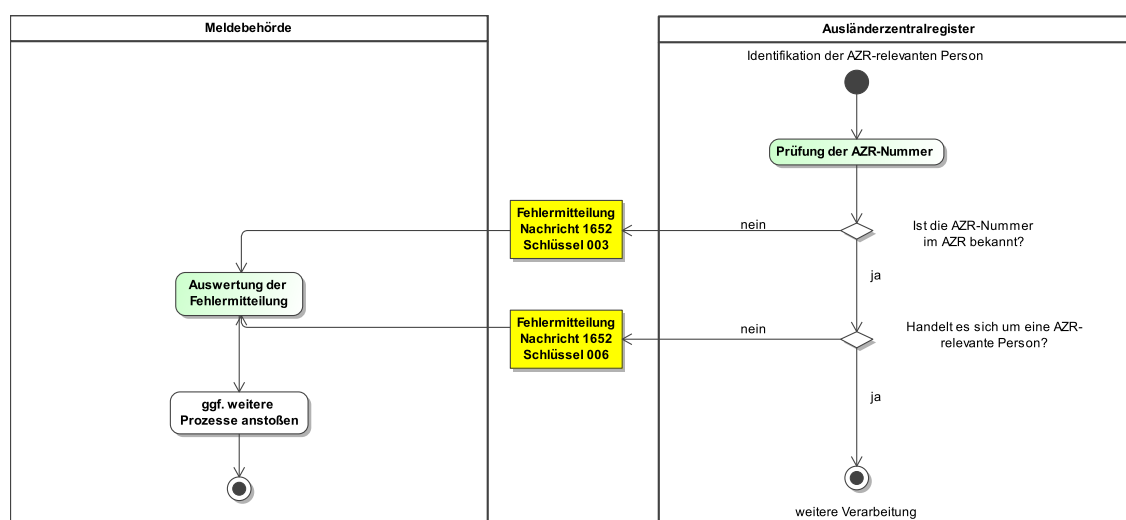 Meldebehörde
Ausländerzentralregister
Identifikation der AZR-relevanten Person
Prüfung der AZR-Nummer
Fehlermitteilung
Nachricht 1652
Schlüssel 003
nein
Ist die AZR-Nummer
im AZR bekannt?
ja
Auswertung der
Fehlermitteilung
Fehlermitteilung
Nachricht 1652
Schlüssel 006
nein
Handelt es sich um eine AZR-
relevante Person?
ja
ggf. weitere
Prozesse anstoßen
weitere Verarbeitung